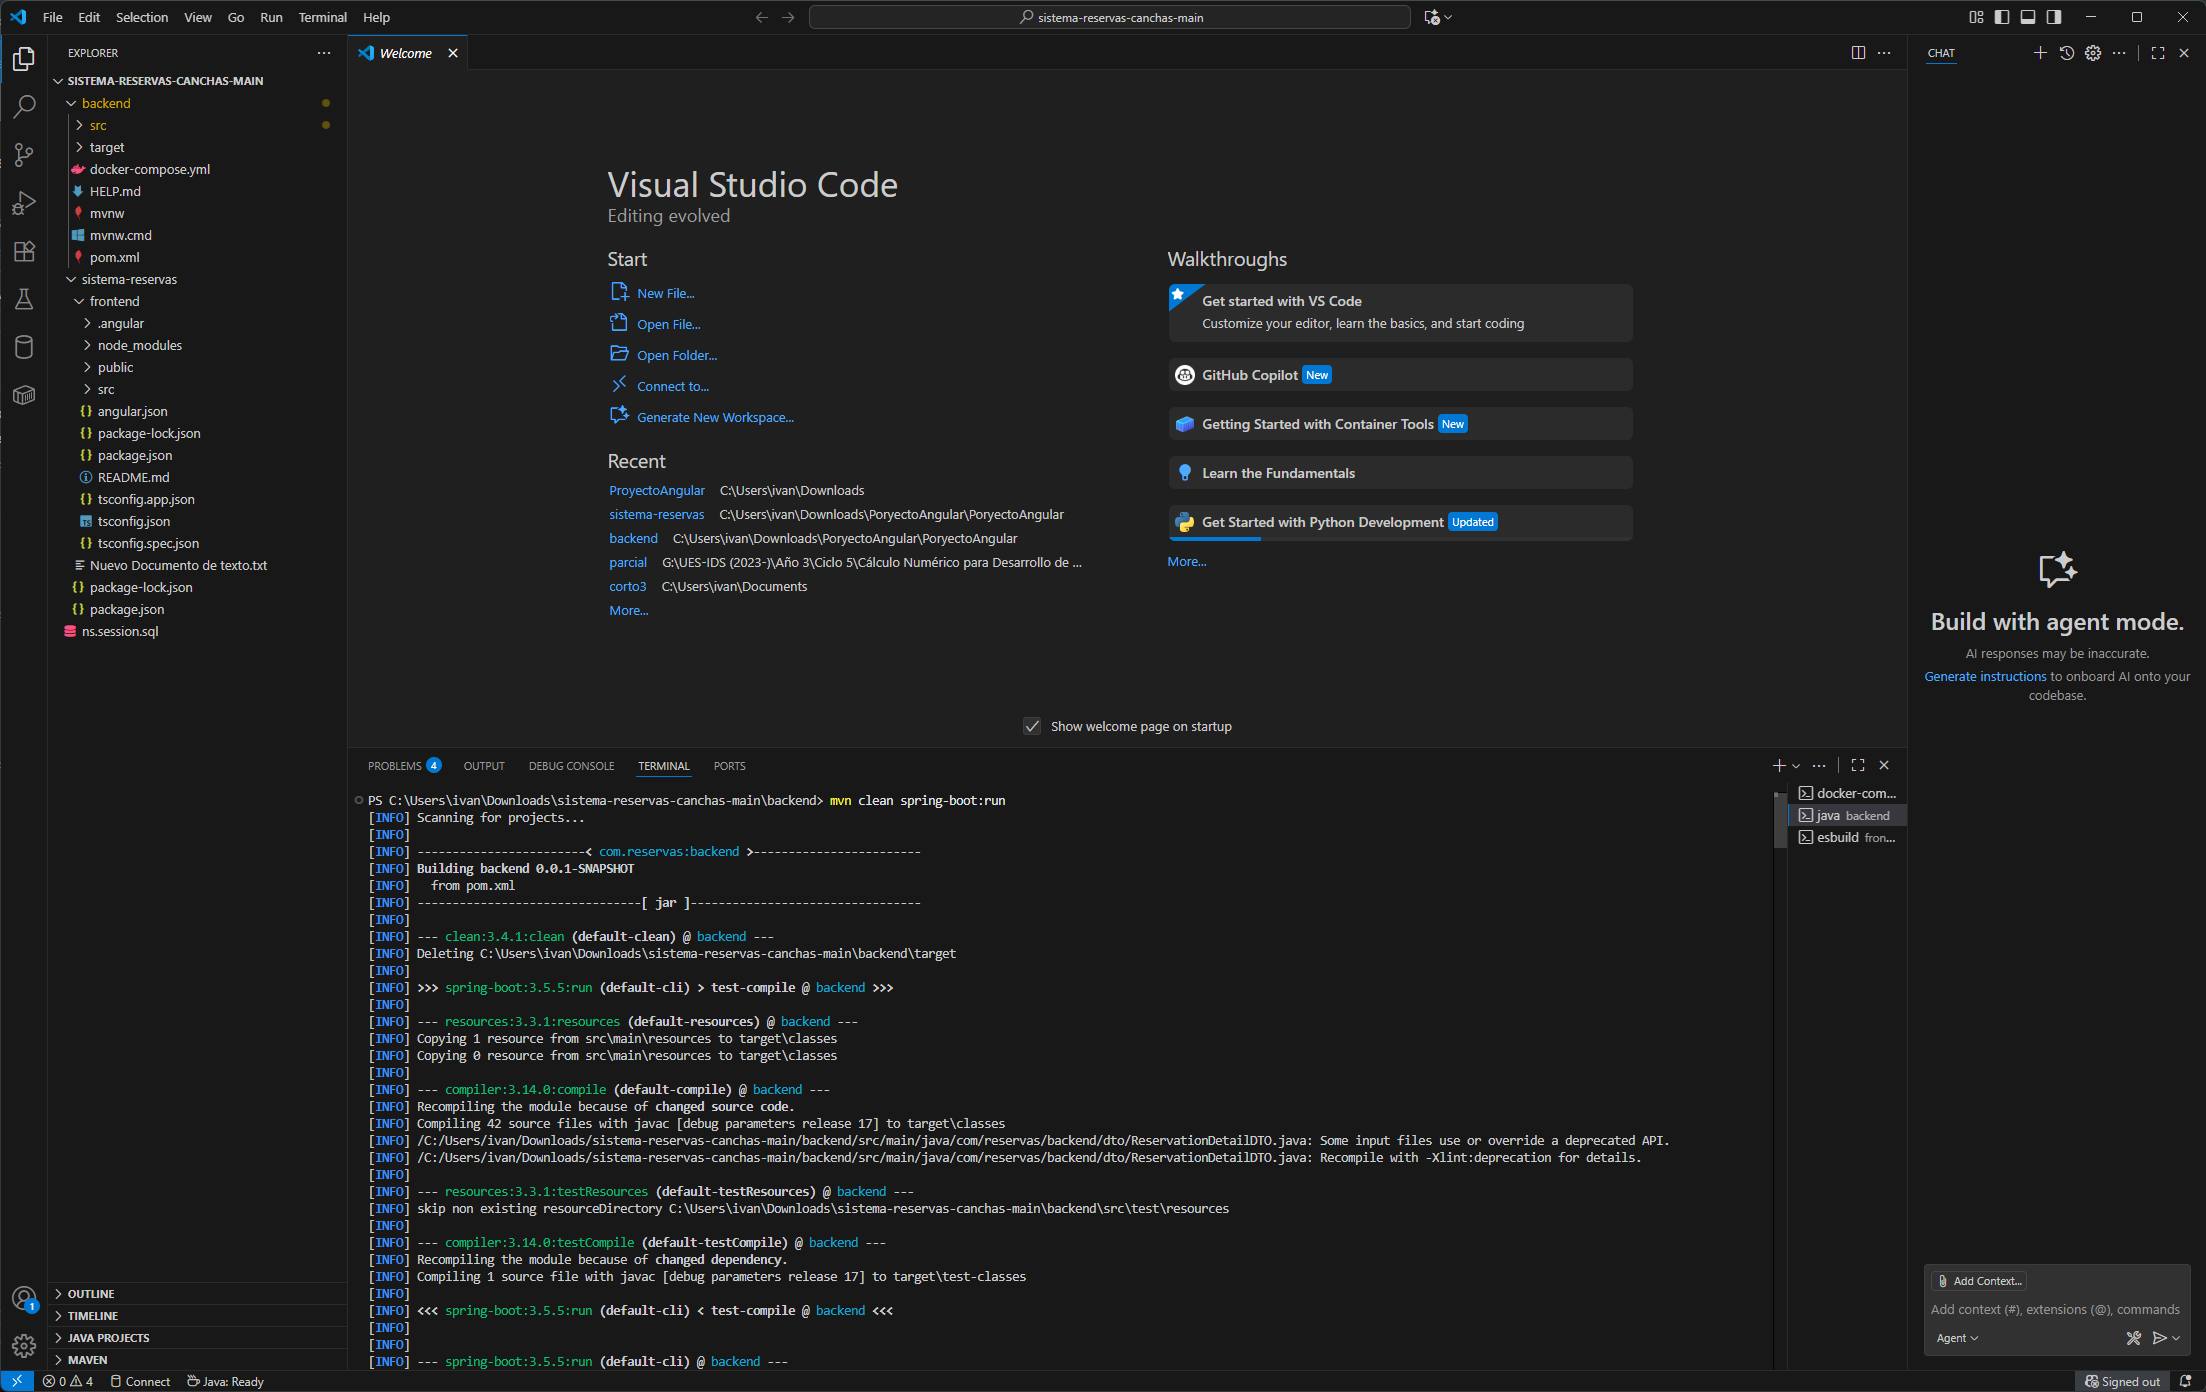 File Edit Selection View Go Run Terminal Help
sistema-reservas-canchas-main
EXPLORER
SISTEMA-RESERVAS-CANCHAS-MAIN
backend
src
target
docker-compose.yml
HELP.md
mvnw
mvnw.cmd
pom.xml
sistema-reservas
frontend
.angular
node_modules
public
src
angular.json
package-lock.json
package.json
README.md
tsconfig.app.json
tsconfig.json
tsconfig.spec.json
Nuevo Documento de texto.txt
package-lock.json
package.json
ns.session.sql
OUTLINE
TIMELINE
JAVA PROJECTS
MAVEN
Welcome
Visual Studio Code
Editing evolved
Start
New File...
Open File...
Open Folder...
Connect to...
Generate New Workspace...
Recent
ProyectoAngular C:\Users\ivan\Downloads
sistema-reservas C:\Users\ivan\Downloads\PoryectoAngular\PoryectoAngular
backend C:\Users\ivan\Downloads\PoryectoAngular\PoryectoAngular
parcial G:\UES-IDS (2023-)\Año 3\Ciclo 5\Cálculo Numérico para Desarrollo de ...
corto3 C:\Users\ivan\Documents
More...
Walkthroughs
Get started with VS Code
Customize your editor, learn the basics, and start coding
GitHub Copilot New
Getting Started with Container Tools New
Learn the Fundamentals
Get Started with Python Development Updated
More...
Show welcome page on startup
PROBLEMS 4 OUTPUT DEBUG CONSOLE TERMINAL PORTS
PS C:\Users\ivan\Downloads\sistema-reservas-canchas-main\backend> mvn clean spring-boot:run
[INFO] Scanning for projects...
[INFO]
[INFO] ------------------------< com.reservas:backend >------------------------
[INFO] Building backend 0.0.1-SNAPSHOT
[INFO]   from pom.xml
[INFO] --------------------------------[ jar ]---------------------------------
[INFO]
[INFO] --- clean:3.4.1:clean (default-clean) @ backend ---
[INFO] Deleting C:\Users\ivan\Downloads\sistema-reservas-canchas-main\backend\target
[INFO]
[INFO] >>> spring-boot:3.5.5:run (default-cli) > test-compile @ backend >>>
[INFO]
[INFO] --- resources:3.3.1:resources (default-resources) @ backend ---
[INFO] Copying 1 resource from src\main\resources to target\classes
[INFO] Copying 0 resource from src\main\resources to target\classes
[INFO]
[INFO] --- compiler:3.14.0:compile (default-compile) @ backend ---
[INFO] Recompiling the module because of changed source code.
[INFO] Compiling 42 source files with javac [debug parameters release 17] to target\classes
[INFO] /C:/Users/ivan/Downloads/sistema-reservas-canchas-main/backend/src/main/java/com/reservas/backend/dto/ReservationDetailDTO.java: Some input files use or override a deprecated API.
[INFO] /C:/Users/ivan/Downloads/sistema-reservas-canchas-main/backend/src/main/java/com/reservas/backend/dto/ReservationDetailDTO.java: Recompile with -Xlint:deprecation for details.
[INFO]
[INFO] --- resources:3.3.1:testResources (default-testResources) @ backend ---
[INFO] skip non existing resourceDirectory C:\Users\ivan\Downloads\sistema-reservas-canchas-main\backend\src\test\resources
[INFO]
[INFO] --- compiler:3.14.0:testCompile (default-testCompile) @ backend ---
[INFO] Recompiling the module because of changed dependency.
[INFO] Compiling 1 source file with javac [debug parameters release 17] to target\test-classes
[INFO]
[INFO] <<< spring-boot:3.5.5:run (default-cli) < test-compile @ backend <<<
[INFO]
[INFO]
[INFO] --- spring-boot:3.5.5:run (default-cli) @ backend ---
docker-com...
java backend
esbuild fron...
CHAT
Build with agent mode.
AI responses may be inaccurate.
Generate instructions to onboard AI onto your
codebase.
Add Context...
Add context (#), extensions (@), commands
Agent
1
0 4 Connect Java: Ready
Signed out